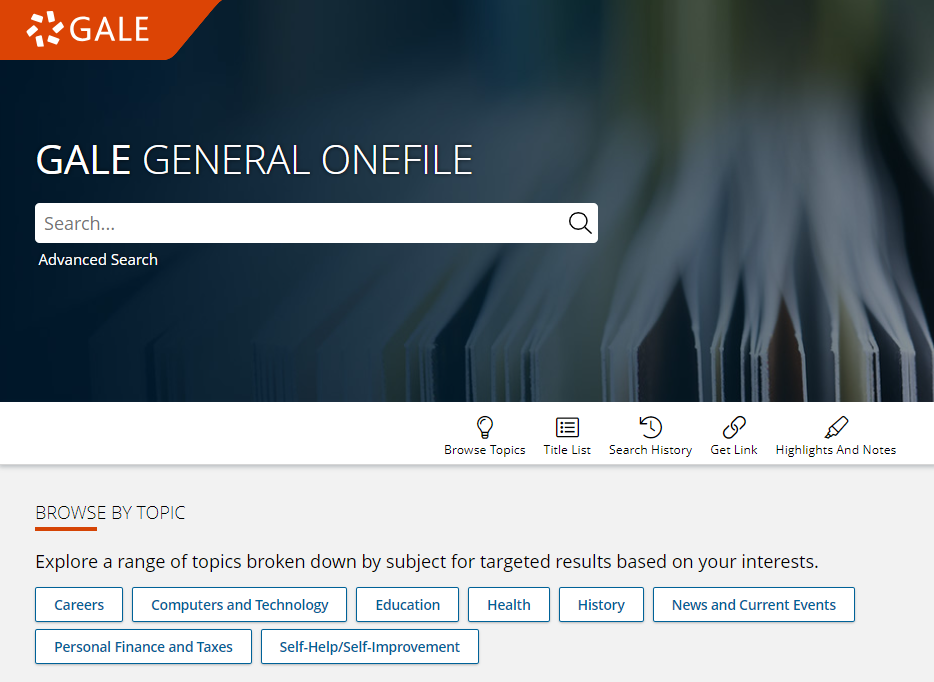 GALE
GALE GENERAL ONEFILE
Search...
Advanced Search
Browse Topics Title List Search History Get Link Highlights And Notes
BROWSE BY TOPIC
Explore a range of topics broken down by subject for targeted results based on your interests.
Careers Computers and Technology Education Health History News and Current Events
Personal Finance and Taxes Self-Help/Self-Improvement